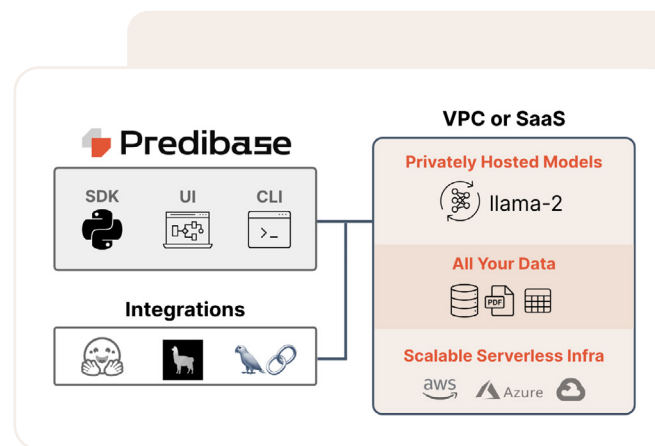 Predibase
SDK UI CLI
>_
Integrations
VPC or SaaS
Privately Hosted Models
llama-2
All Your Data
PDF
Scalable Serverless Infra
aws Azure